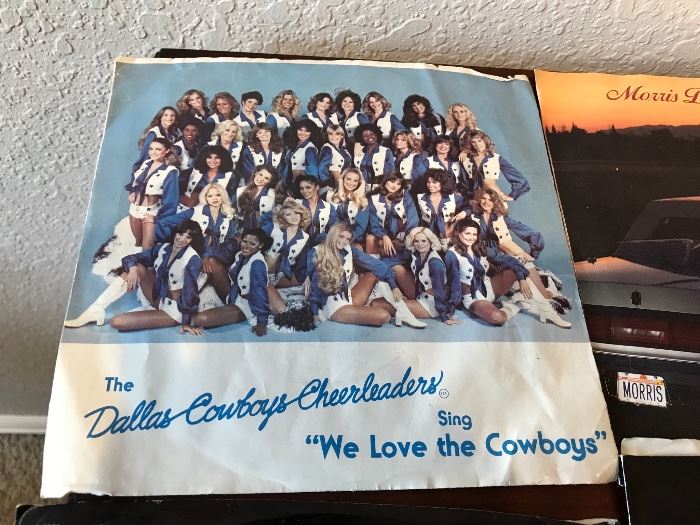 Morris D
MORRIS
The
Dallas Cowboys Cheerleaders
Sing
"We Love the Cowboys"